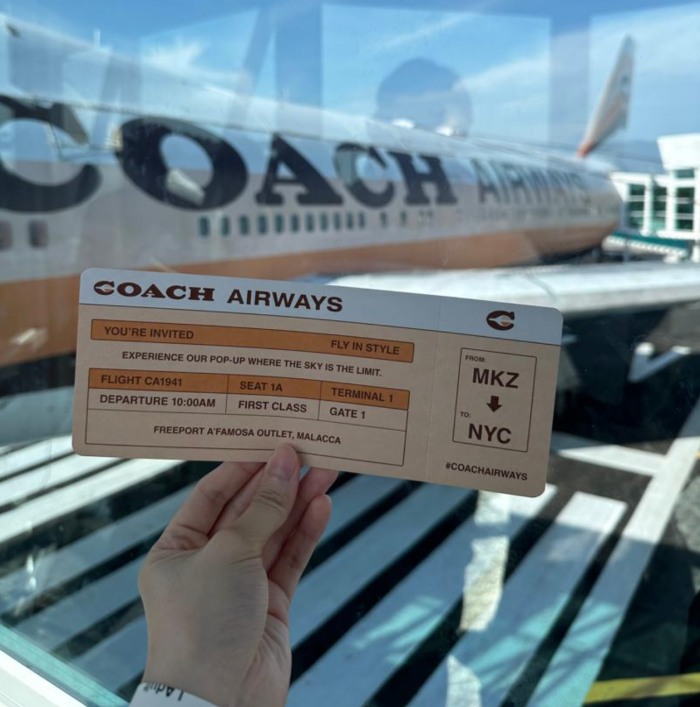 COACH AIRWAYS
COACH AIRWAYS
YOU'RE INVITED FLY IN STYLE
EXPERIENCE OUR POP-UP WHERE THE SKY IS THE LIMIT.
FLIGHT CA1941 SEAT 1A TERMINAL 1
DEPARTURE 10:00AM FIRST CLASS GATE 1
FREEPORT A'FAMOSA OUTLET, MALACCA
FROM:
MKZ
TO:
NYC
#COACHAIRWAYS